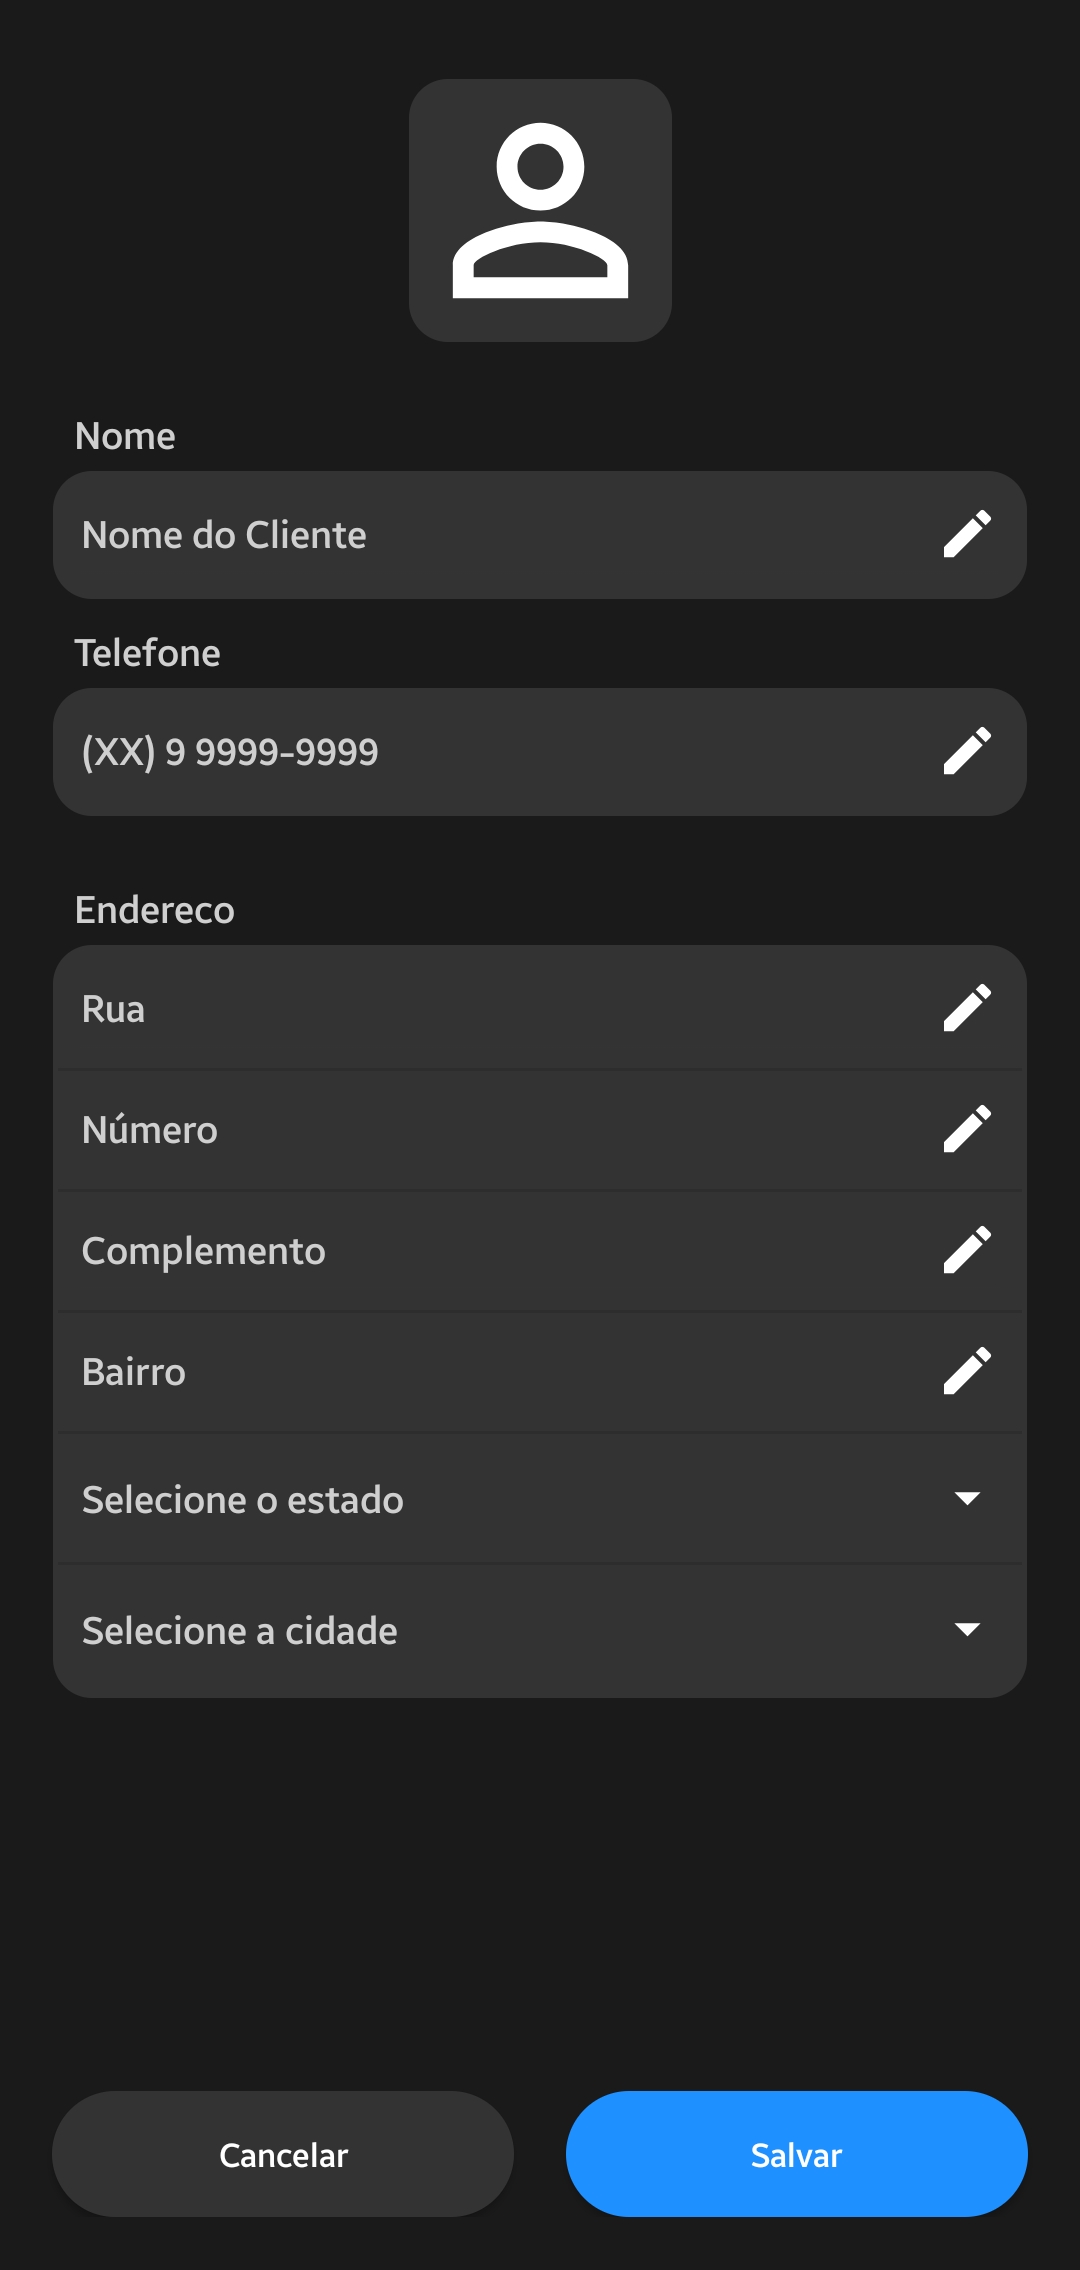 Nome
Nome do Cliente
Telefone
(XX) 9 9999-9999
Endereco
Rua
Número
Complemento
Bairro
Selecione o estado
Selecione a cidade
Cancelar
Salvar